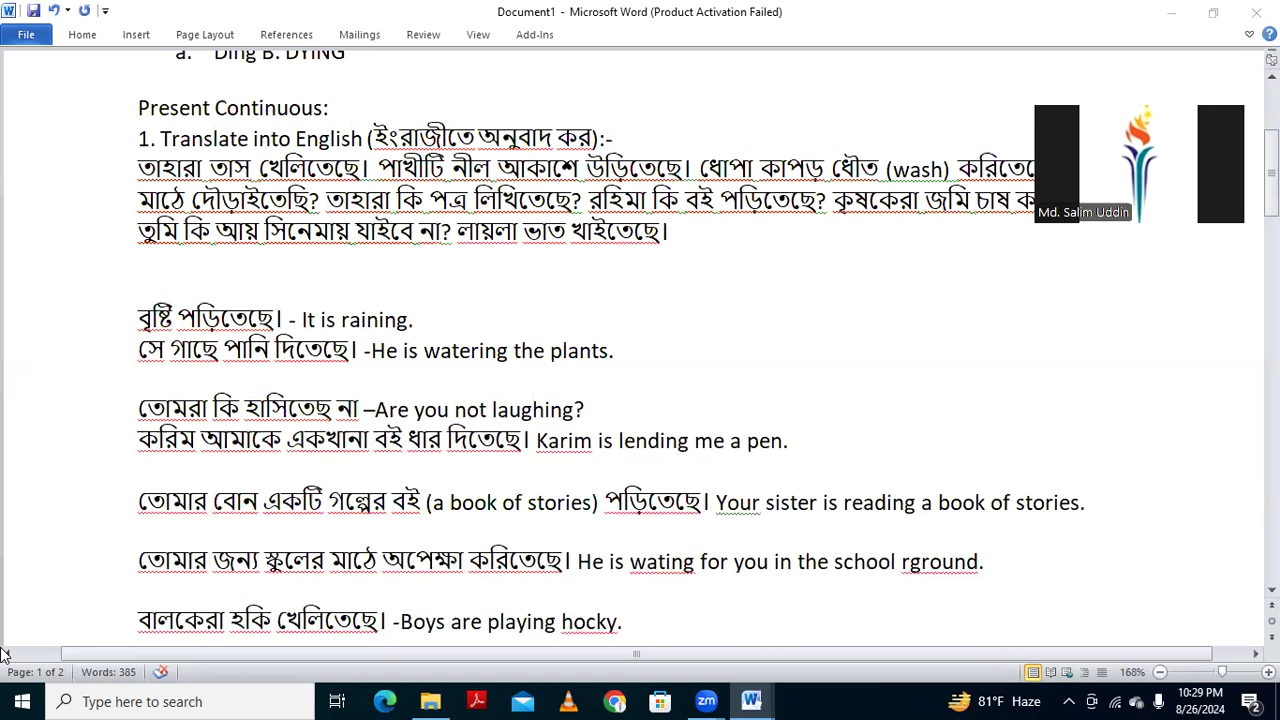 Document1 - Microsoft Word (Product Activation Failed)
File Home Insert Page Layout References Mailings Review View Add-Ins
a. Ding B. DYING
Present Continuous:
1. Translate into English (ইংরাজীতে অনুবাদ কর):-
তাহারা তাস খেলিতেছে। পাখীটি নীল আকাশে উড়িতেছে। ধোপা কাপড় ধৌত (wash)
মাঠে দৌড়াইতেছি? তাহারা কি পত্র লিখিতেছে? রহিমা কি বই পড়িতেছে? কৃষকেরা জমি চাষ
তুমি কি আয় সিনেমায় যাইবে না? লায়লা ভাত খাইতেছে।
Md. Salim Uddin
বৃষ্টি পড়িতেছে। - It is raining.
সে গাছে পানি দিতেছে। -He is watering the plants.
তোমরা কি হাসিতেছ না –Are you not laughing?
করিম আমাকে একখানা বই ধার দিতেছে। Karim is lending me a pen.
তোমার বোন একটি গল্পের বই (a book of stories) পড়িতেছে। Your sister is reading a book of stories.
তোমার জন্য স্কুলের মাঠে অপেক্ষা করিতেছে। He is wating for you in the school rground.
বালকেরা হকি খেলিতেছে। -Boys are playing hocky.
Page: 1 of 2 Words: 385 168%
Type here to search 81°F Haze 10:29 PM
8/26/2024 2